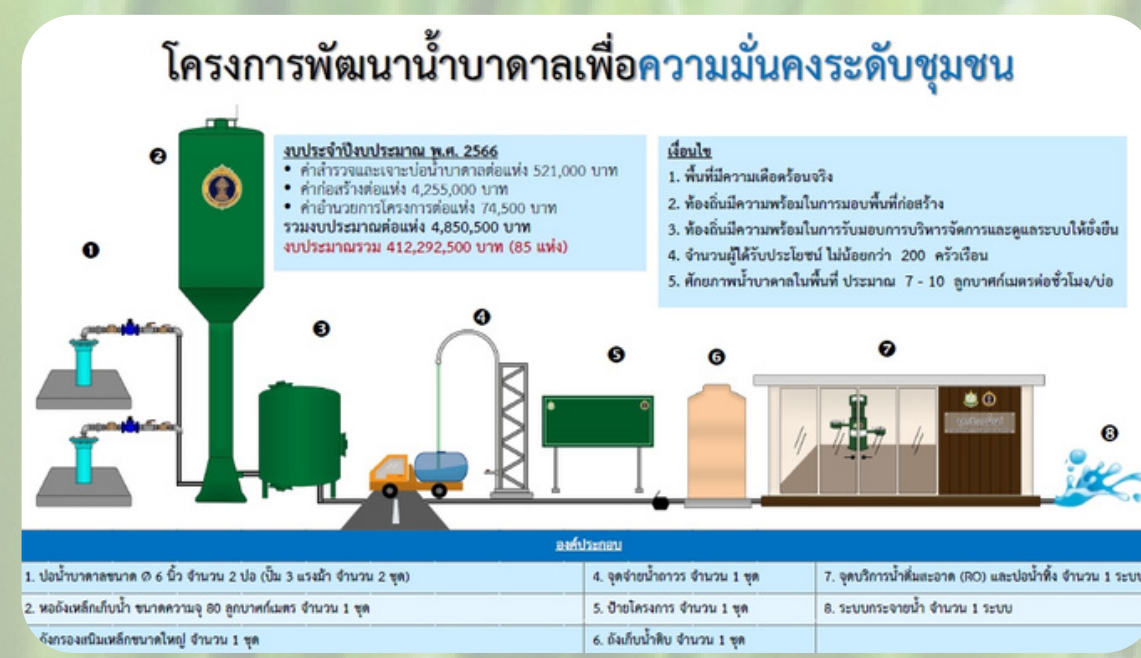 โครงการพัฒนาน้ำบาดาลเพื่อความมั่นคงระดับชุมชน
งบประจำปีงบประมาณ พ.ศ. 2566
• ค่าสำรวจและเจาะบ่อน้ำบาดาลต่อแห่ง 521,000 บาท
• ค่าก่อสร้างต่อแห่ง 4,255,000 บาท
• ค่าอำนวยการโครงการต่อแห่ง 74,500 บาท
รวมงบประมาณต่อแห่ง 4,850,500 บาท
งบประมาณรวม 412,292,500 บาท (85 แห่ง)
เงื่อนไข
1. พื้นที่มีความเดือดร้อนจริง
2. ท้องถิ่นมีความพร้อมในการมอบพื้นที่ก่อสร้าง
3. ท้องถิ่นมีความพร้อมในการรับมอบการบริหารจัดการและดูแลระบบให้ยั่งยืน
4. จำนวนผู้ได้รับประโยชน์ ไม่น้อยกว่า 200 ครัวเรือน
5. ศักยภาพน้ำบาดาลในพื้นที่ ประมาณ 7 - 10 ลูกบาศก์เมตรต่อชั่วโมง/บ่อ
❶
❷
❸
❹
❺
❻
❼
❽
องค์ประกอบ
1. บ่อน้ำบาดาลขนาด Ø 6 นิ้ว จำนวน 2 บ่อ (ปั๊ม 3 แรงม้า จำนวน 2 ชุด)
4. จุดจ่ายน้ำถาวร จำนวน 1 ชุด
7. จุดบริการน้ำดื่มสะอาด (RO) และบ่อน้ำทิ้ง จำนวน 1 ระบบ
2. หอถังเหล็กเก็บน้ำ ขนาดความจุ 80 ลูกบาศก์เมตร จำนวน 1 ชุด
5. ป้ายโครงการ จำนวน 1 ชุด
8. ระบบกระจายน้ำ จำนวน 1 ระบบ
ถังกรองสนิมเหล็กขนาดใหญ่ จำนวน 1 ชุด
6. ถังเก็บน้ำดิบ จำนวน 1 ชุด